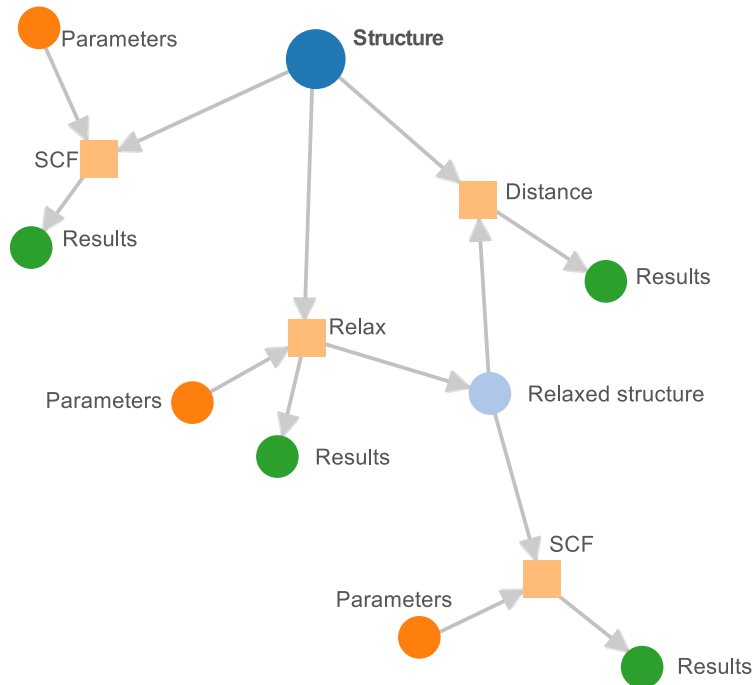 Parameters
Structure
SCF
Distance
Results
Results
Relax
Relaxed structure
Parameters
Results
SCF
Parameters
Results